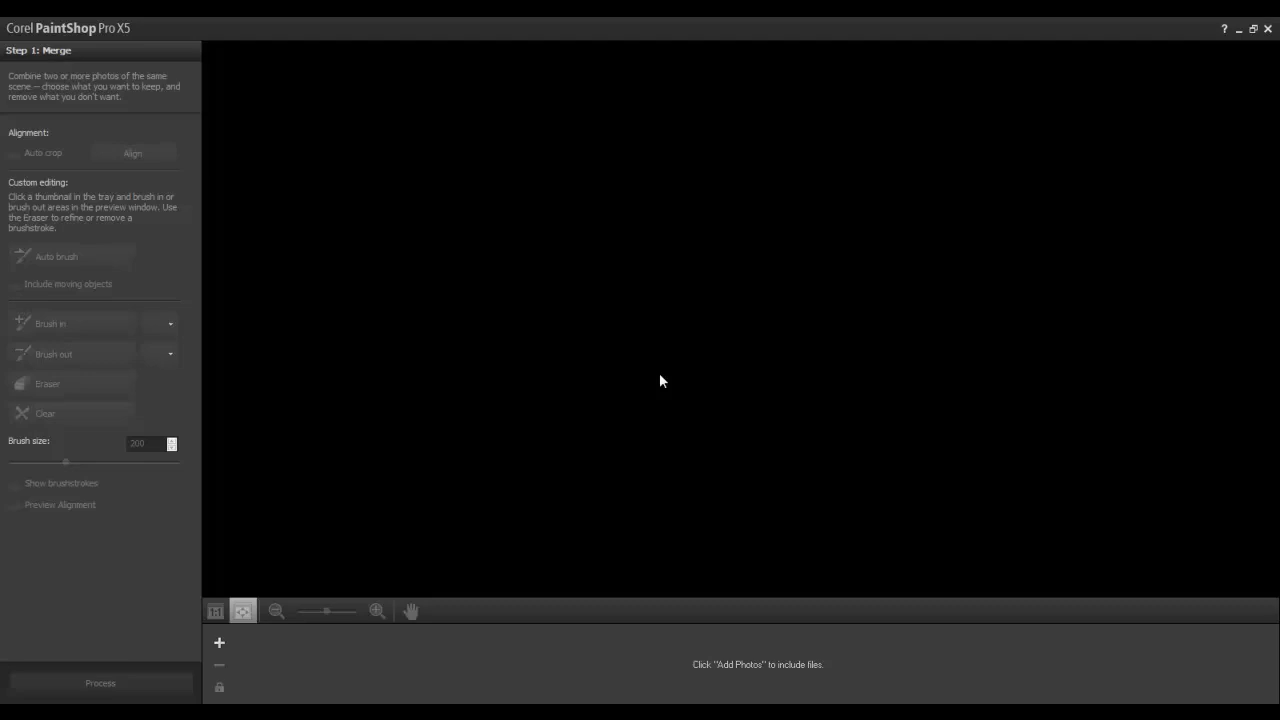 Corel PaintShop Pro X5
?
Step 1: Merge
Combine two or more photos of the same
scene -- choose what you want to keep, and
remove what you don't want.
Alignment:
Auto crop
Align
Custom editing:
Click a thumbnail in the tray and brush in or
brush out areas in the preview window. Use
the Eraser to refine or remove a
brushstroke.
Auto brush
Include moving objects
Brush in
Brush out
Eraser
Clear
Brush size:
200
Show brushstrokes
Preview Alignment
1:1
Click "Add Photos" to include files.
Process